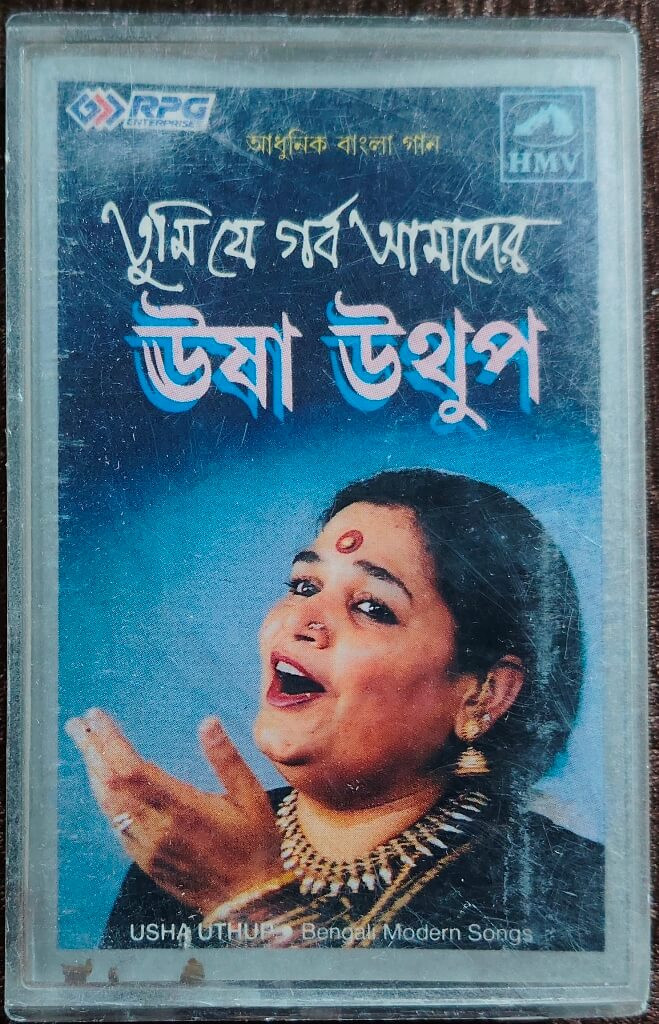 RPG
ENTERPRISES
HMV
আধুনিক বাংলা গান
তুমি যে গর্ব আমাদের
ঊষা উথুপ
USHA UTHUP • Bengali Modern Songs